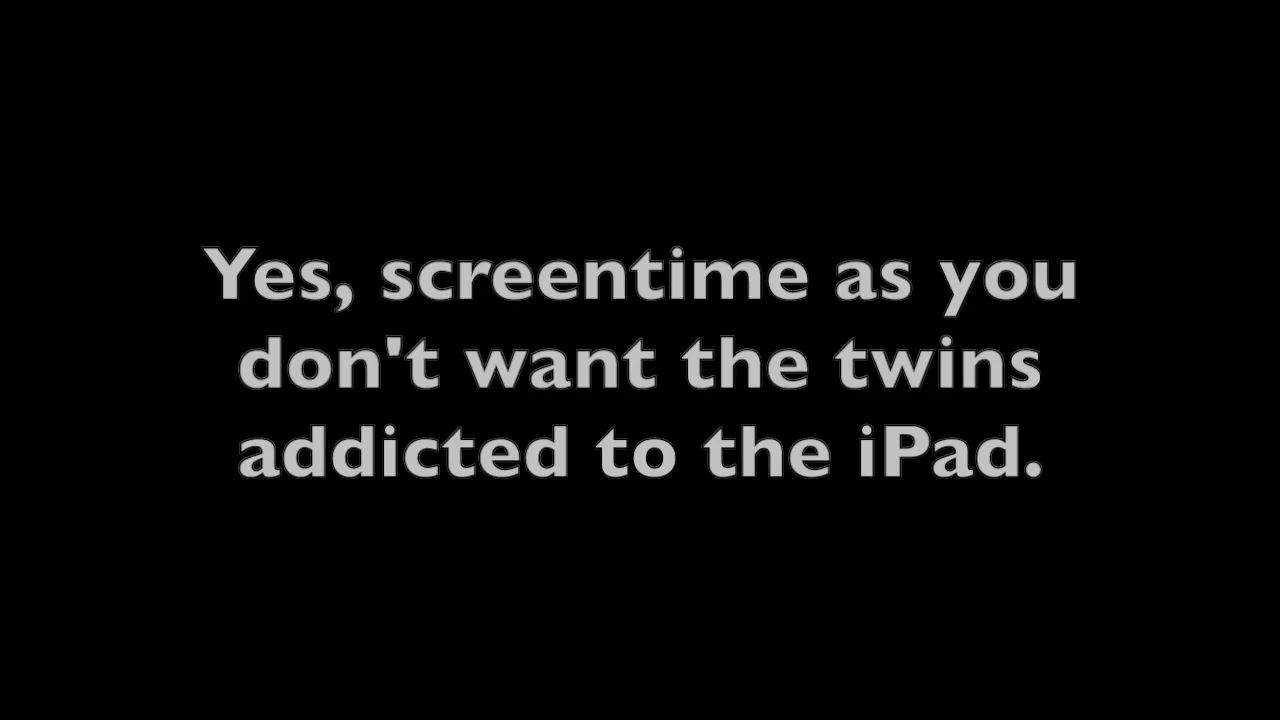 Yes, screentime as you
don't want the twins
addicted to the iPad.